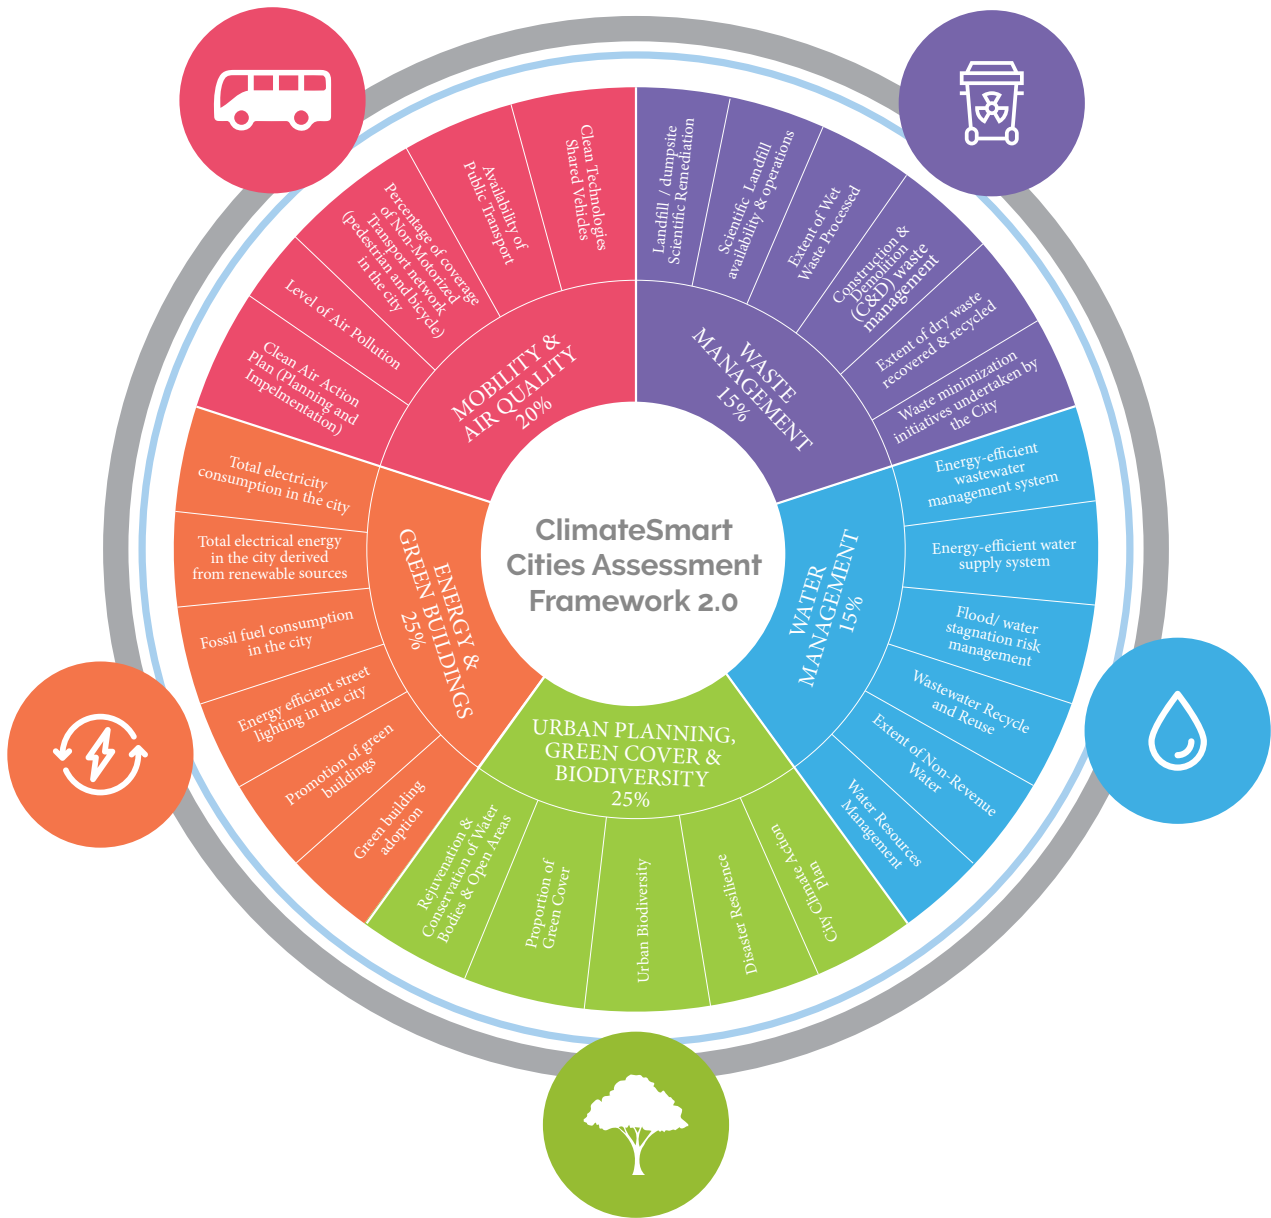 ClimateSmart
Cities Assessment
Framework 2.0
MOBILITY &
AIR QUALITY
20%
Clean Air Action
Plan (Planning and
Impelmentation)
Level of Air Pollution
Percentage of coverage
of Non-Motorized
Transport network
(pedestrian and bicycle)
in the city
Availability of
Public Transport
Clean Technologies
Shared Vehicles
WASTE
MANAGEMENT
15%
Landfill / dumpsite
Scientific Remediation
Scientific Landfill
availability & operations
Extent of Wet
Waste Processed
Construction &
Demolition
(C&D) waste
management
Extent of dry waste
recovered & recycled
Waste minimization
initiatives undertaken by
the City
WATER
MANAGEMENT
15%
Energy-efficient
wastewater
management system
Energy-efficient water
supply system
Flood/ water
stagnation risk
management
Wastewater Recycle
and Reuse
Extent of Non-Revenue
Water
Water Resources
Management
URBAN PLANNING,
GREEN COVER &
BIODIVERSITY
25%
City Climate Action
Plan
Disaster Resilience
Urban Biodiversity
Proportion of
Green Cover
Rejuvenation &
Conservation of Water
Bodies & Open Areas
ENERGY &
GREEN BUILDINGS
25%
Green building
adoption
Promotion of green
buildings
Energy efficient street
lighting in the city
Fossil fuel consumption
in the city
Total electrical energy
in the city derived
from renewable sources
Total electricity
consumption in the city